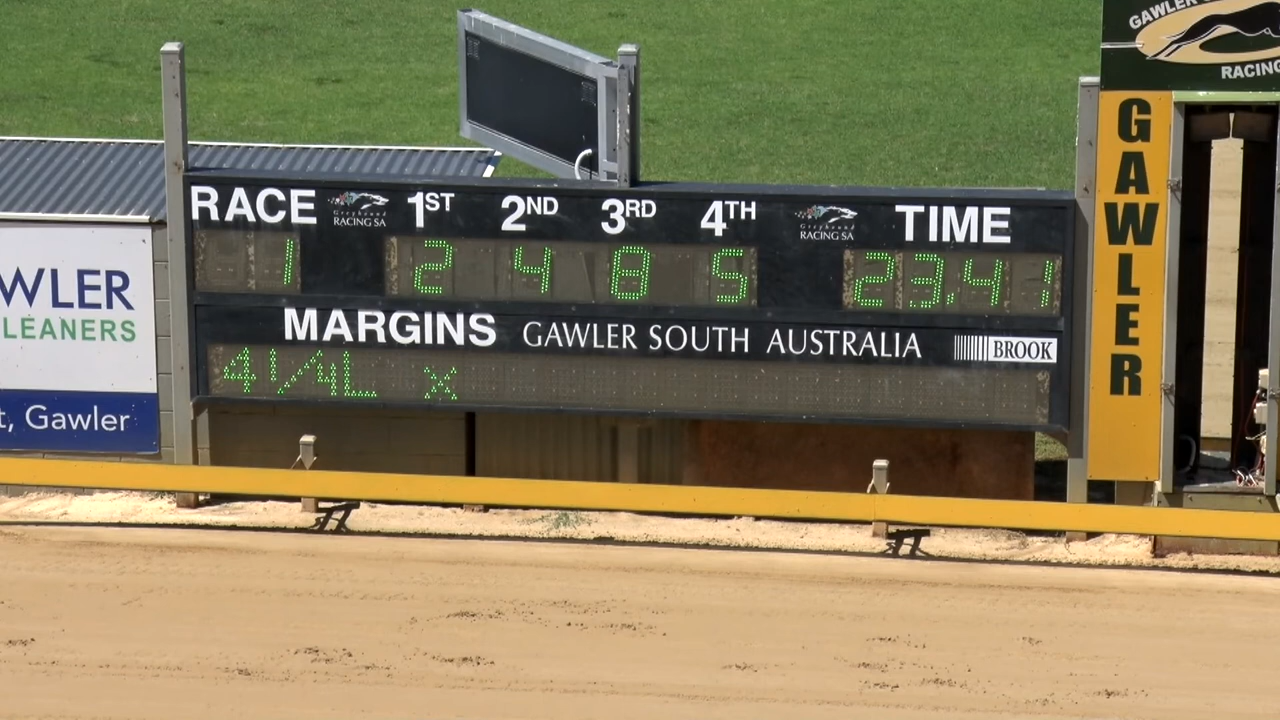 GAWLER
RACING
GAWLER
RACE 1ST 2ND 3RD 4TH TIME
Greyhound
RACING SA
Greyhound
RACING SA
1 2 4 8 5 23.41
MARGINS GAWLER SOUTH AUSTRALIA BROOK
4 1/4L x
WLER
LEANERS
t, Gawler